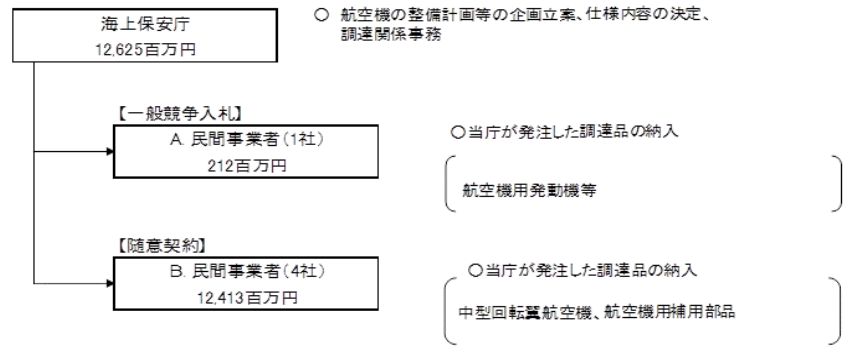 海上保安庁
12,625百万円
○ 航空機の整備計画等の企画立案、仕様内容の決定、
調達関係事務
【一般競争入札】
A. 民間事業者(1社)
212百万円
○当庁が発注した調達品の納入
航空機用発動機等
【随意契約】
B. 民間事業者(4社)
12,413百万円
○当庁が発注した調達品の納入
中型回転翼航空機、航空機用補用部品